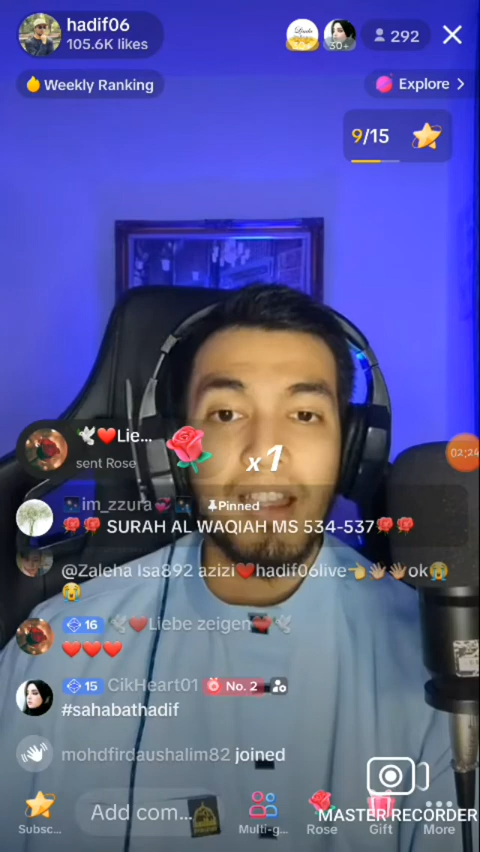 hadif06
105.6K likes
30+
292
Weekly Ranking
Explore
9/15
🕊❤️Lie...
sent Rose
x1
im_zzura💞
Pinned
🌹🌹 SURAH AL WAQIAH MS 534-537🌹🌹
02:24
@Zaleha Isa892 azizi❤️hadif06live👈👋🏽👋🏽ok😭
😭
16 🕊❤️Liebe zeigen❤️🕊
❤️❤️❤️
15 CikHeart01 No. 2
#sahabathadif
mohdfirdaushalim82 joined
Subsc...
Add com...
Multi-g...
Rose
Gift
More
MASTER RECORDER